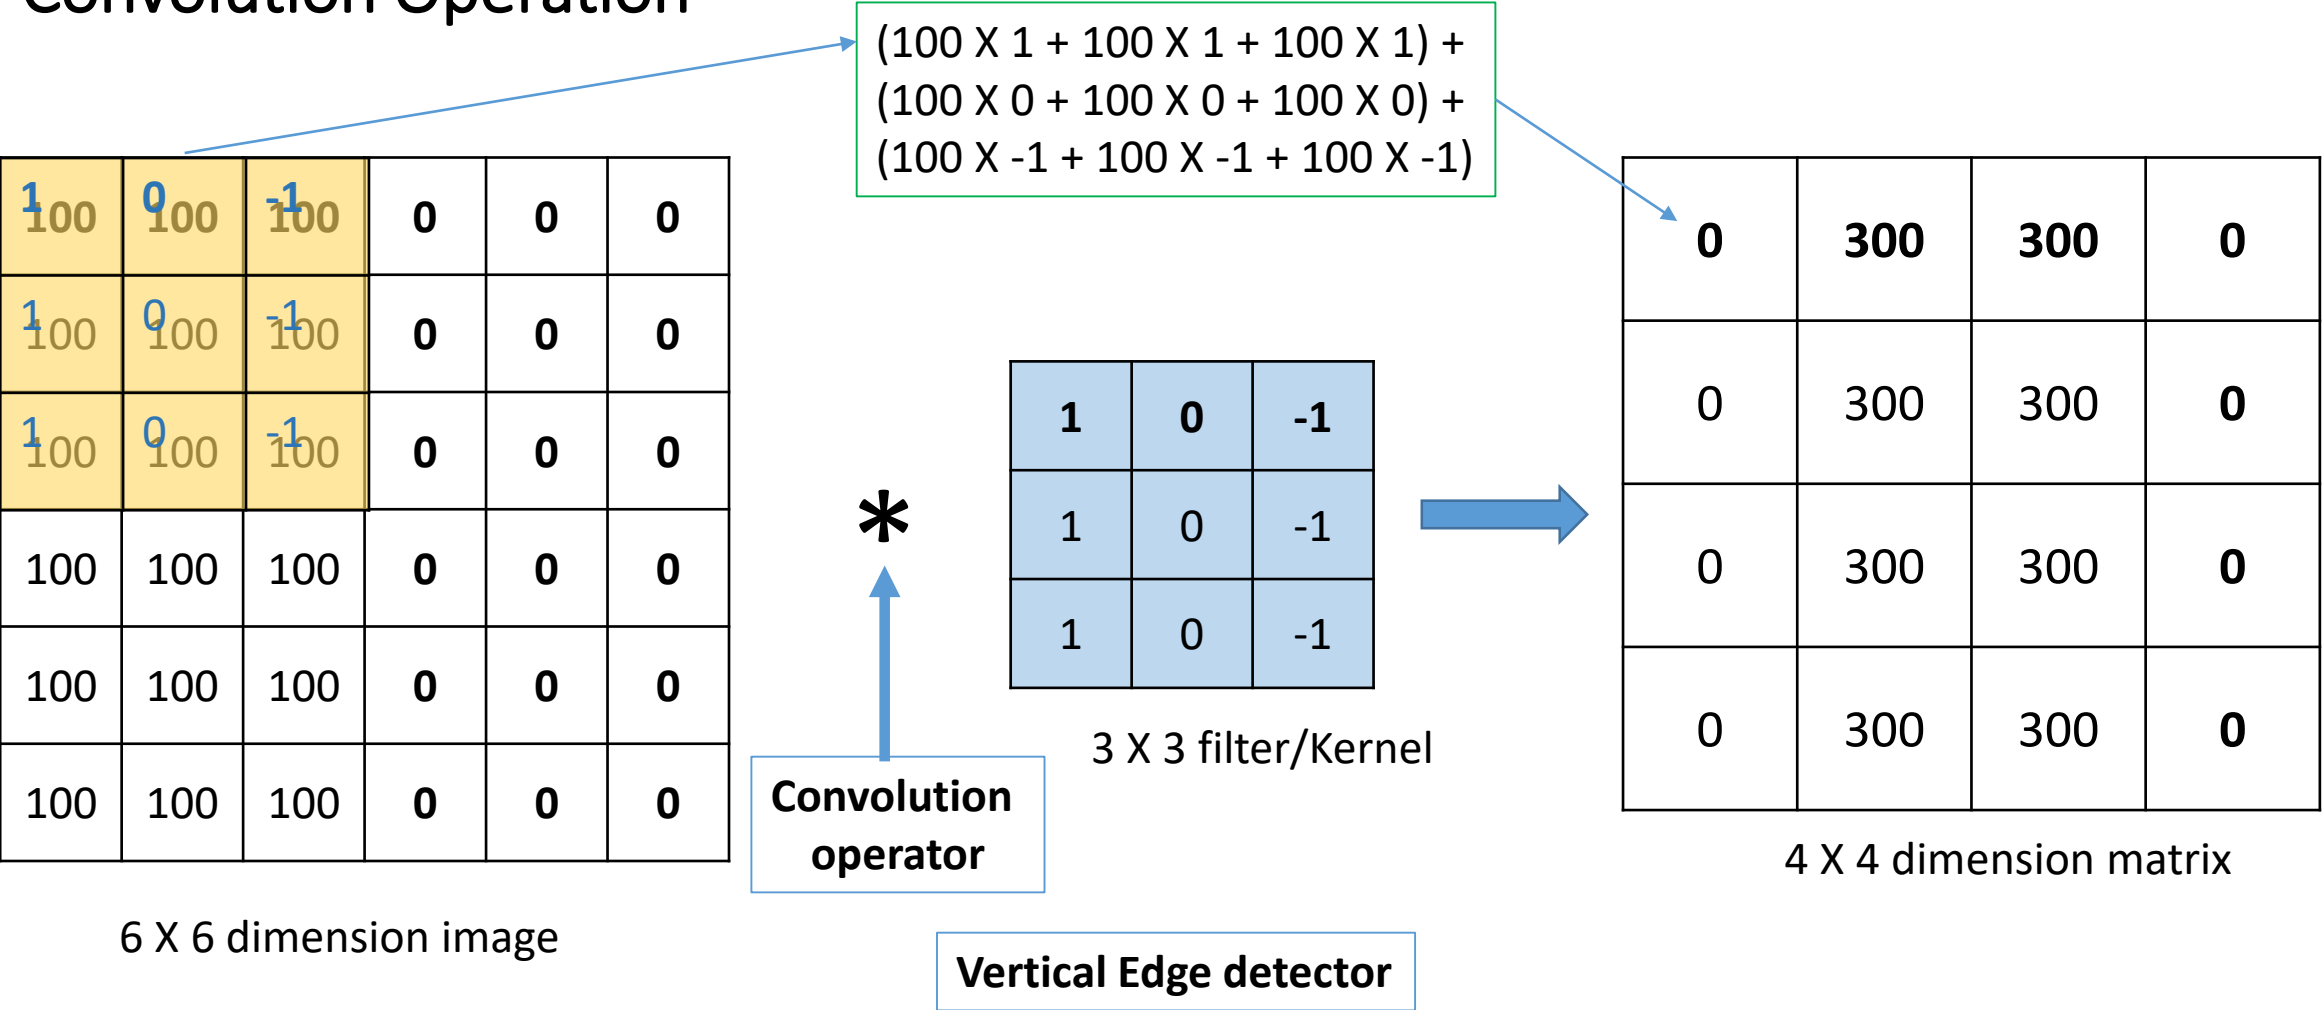 Convolution Operation
(100 X 1 + 100 X 1 + 100 X 1) +
(100 X 0 + 100 X 0 + 100 X 0) +
(100 X -1 + 100 X -1 + 100 X -1)
1 0 -1
100 100 100 0 0 0
1 0 -1
100 100 100 0 0 0
1 0 -1
100 100 100 0 0 0
100 100 100 0 0 0
100 100 100 0 0 0
100 100 100 0 0 0
6 X 6 dimension image
*
Convolution
operator
1 0 -1
1 0 -1
1 0 -1
3 X 3 filter/Kernel
Vertical Edge detector
0 300 300 0
0 300 300 0
0 300 300 0
0 300 300 0
4 X 4 dimension matrix